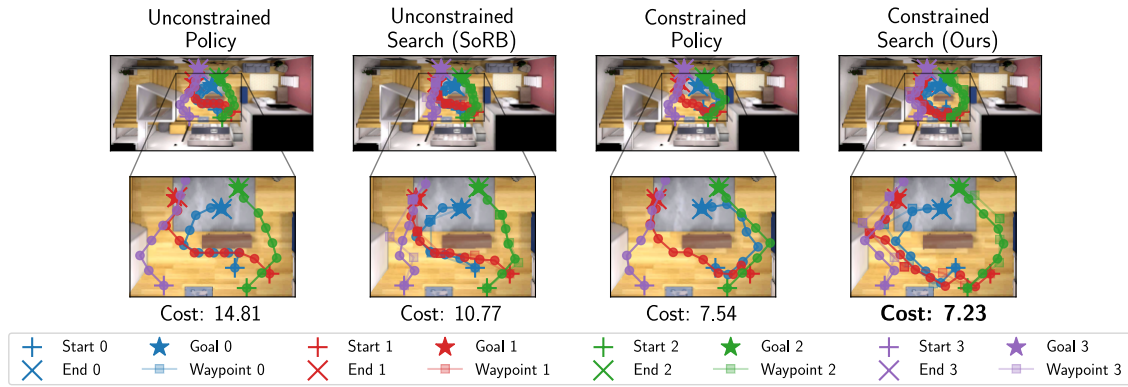 Unconstrained
Policy
Unconstrained
Search (SoRB)
Constrained
Policy
Constrained
Search (Ours)
Cost: 14.81
Cost: 10.77
Cost: 7.54
Cost: 7.23
Start 0
Goal 0
Start 1
Goal 1
Start 2
Goal 2
Start 3
Goal 3
End 0
Waypoint 0
End 1
Waypoint 1
End 2
Waypoint 2
End 3
Waypoint 3